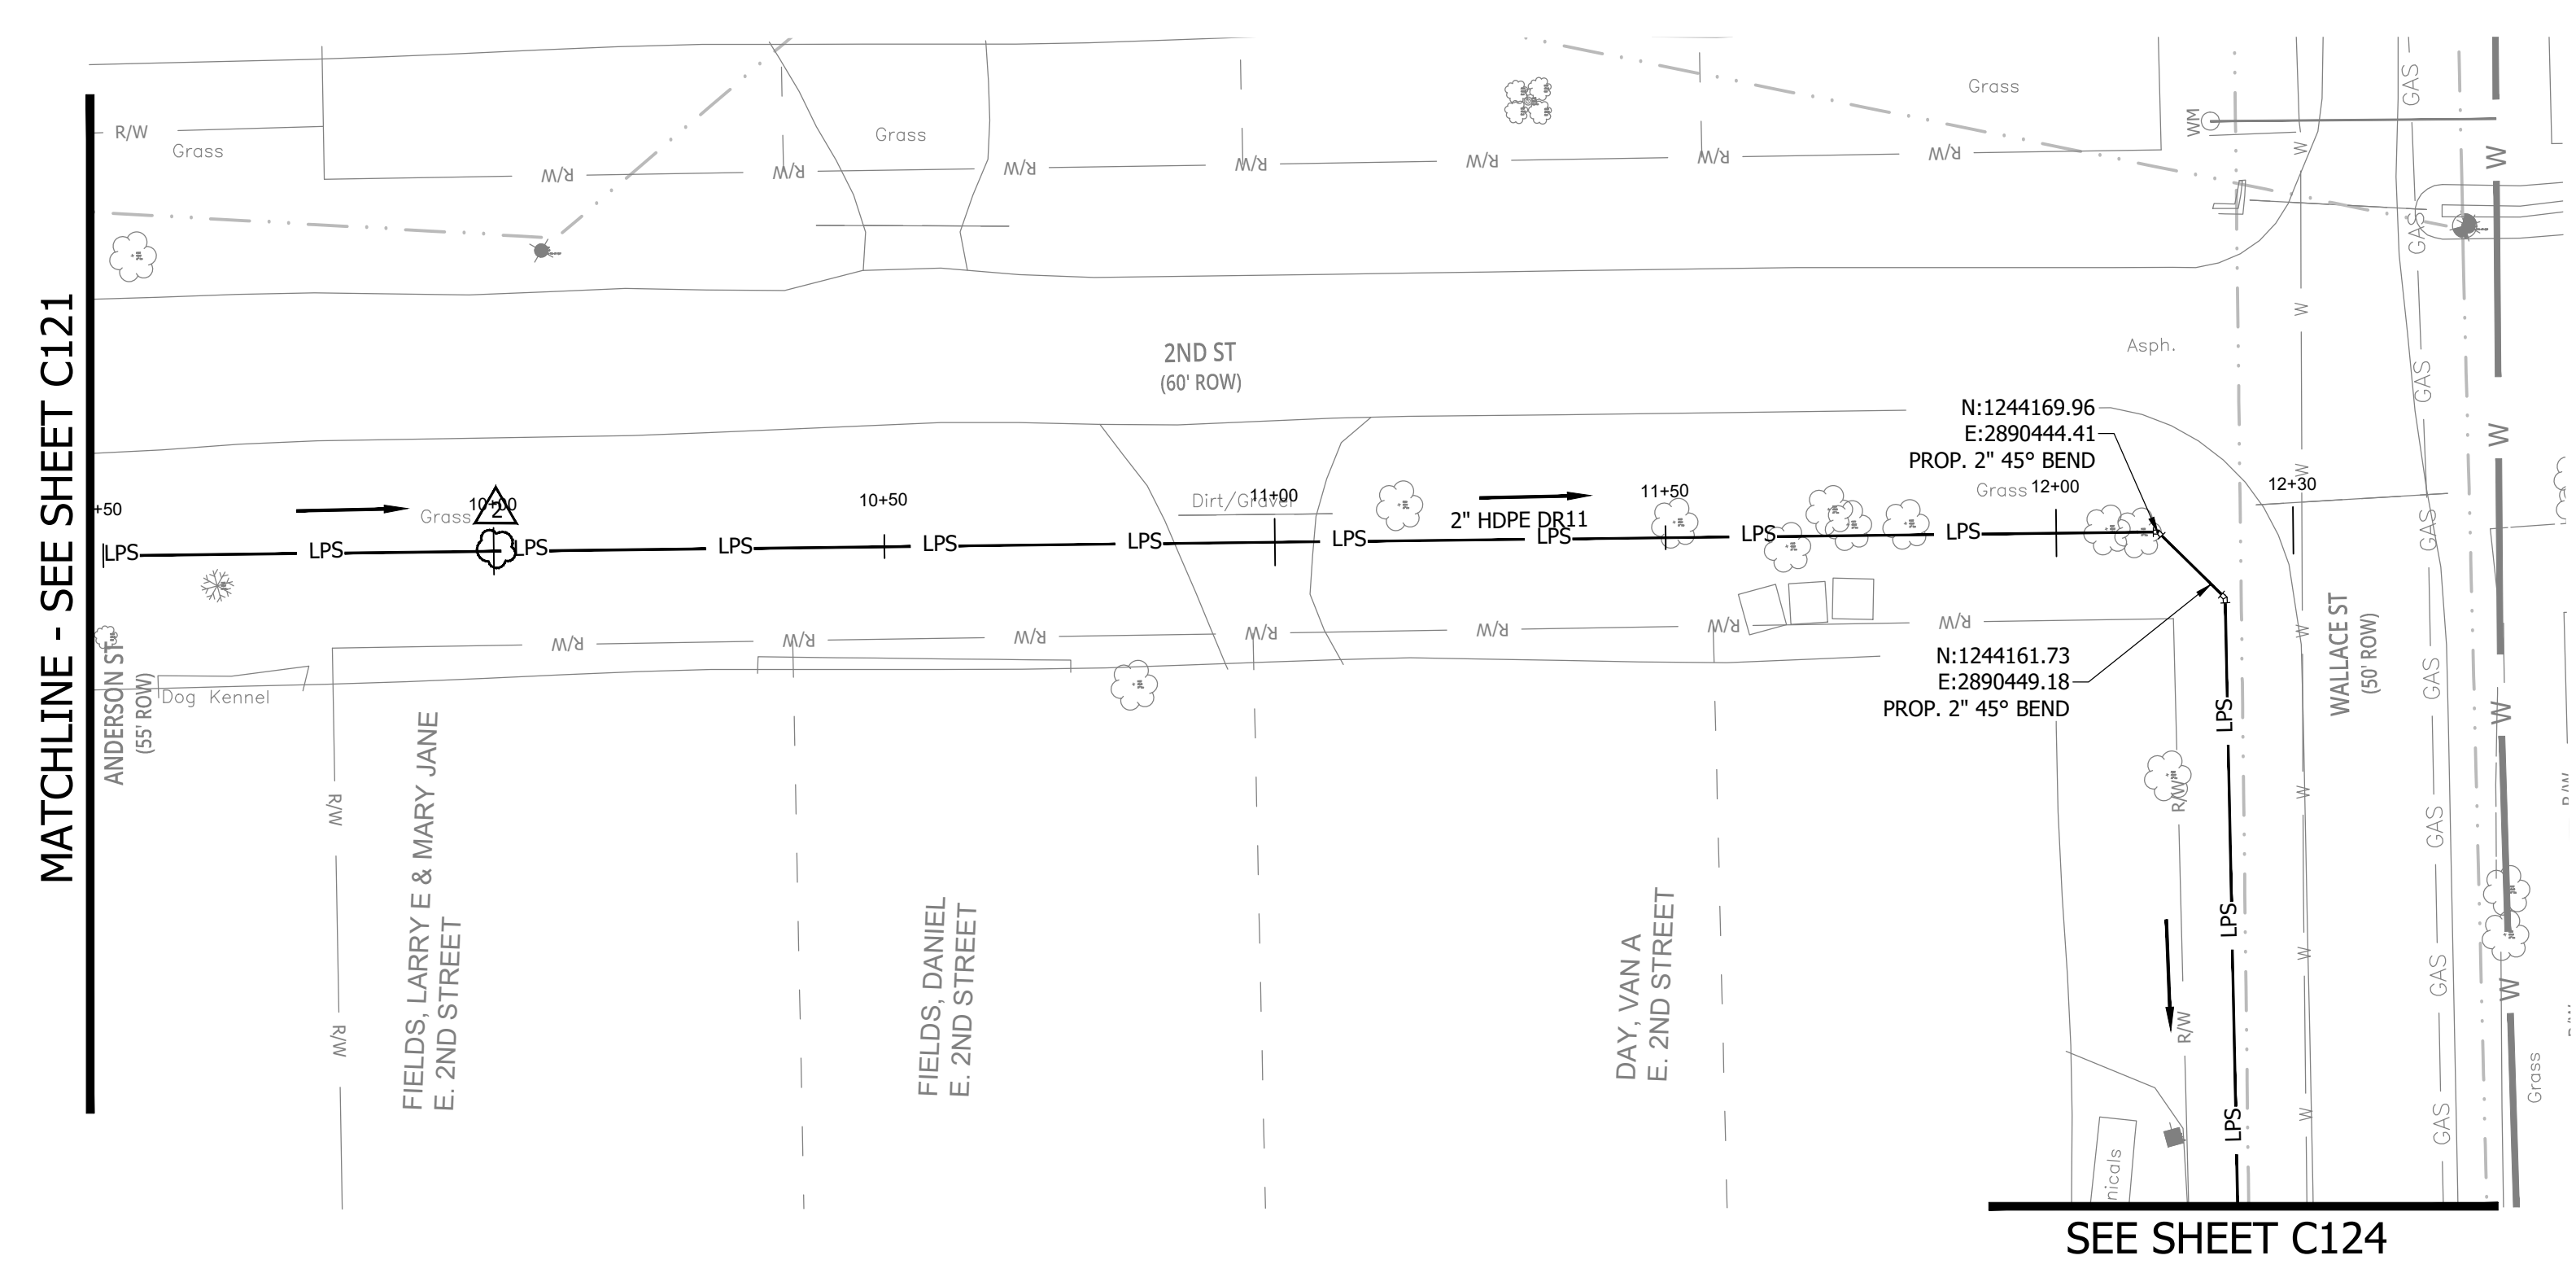 MATCHLINE - SEE SHEET C121
R/W
Grass
R/W
R/W
Grass
R/W
R/W
R/W
R/W
R/W
Grass
WM
W
GAS
GAS
W
2ND ST
(60' ROW)
Asph.
W
GAS
W
N:1244169.96
E:2890444.41
PROP. 2" 45° BEND
+50
Grass
10+00
2
10+50
Dirt/Gravel
11+00
2" HDPE DR11
11+50
Grass
12+00
12+30
W
GAS
LPS
LPS
LPS
LPS
LPS
LPS
LPS
LPS
LPS
LPS
R/W
R/W
R/W
R/W
R/W
R/W
R/W
W
N:1244161.73
E:2890449.18
PROP. 2" 45° BEND
ANDERSON ST
(55' ROW)
Dog Kennel
WALLACE ST
(50' ROW)
GAS
W
LPS
R/W
R/W
FIELDS, LARRY E & MARY JANE
E. 2ND STREET
FIELDS, DANIEL
E. 2ND STREET
DAY, VAN A
E. 2ND STREET
R/W
W
GAS
R/W
LPS
W
GAS
W
R/W
LPS
W
GAS
Grass
nicals
SEE SHEET C124